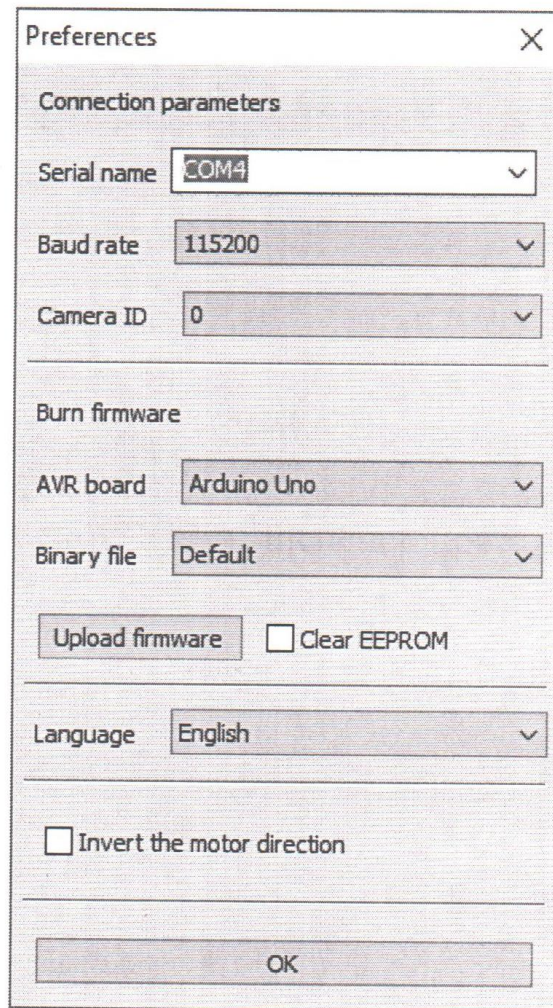 Preferences
Connection parameters
Serial name COM4
Baud rate 115200
Camera ID 0
Burn firmware
AVR board Arduino Uno
Binary file Default
Upload firmware Clear EEPROM
Language English
Invert the motor direction
OK